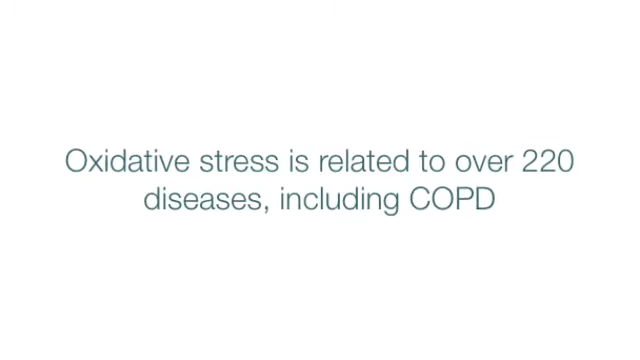 Oxidative stress is related to over 220
diseases, including COPD